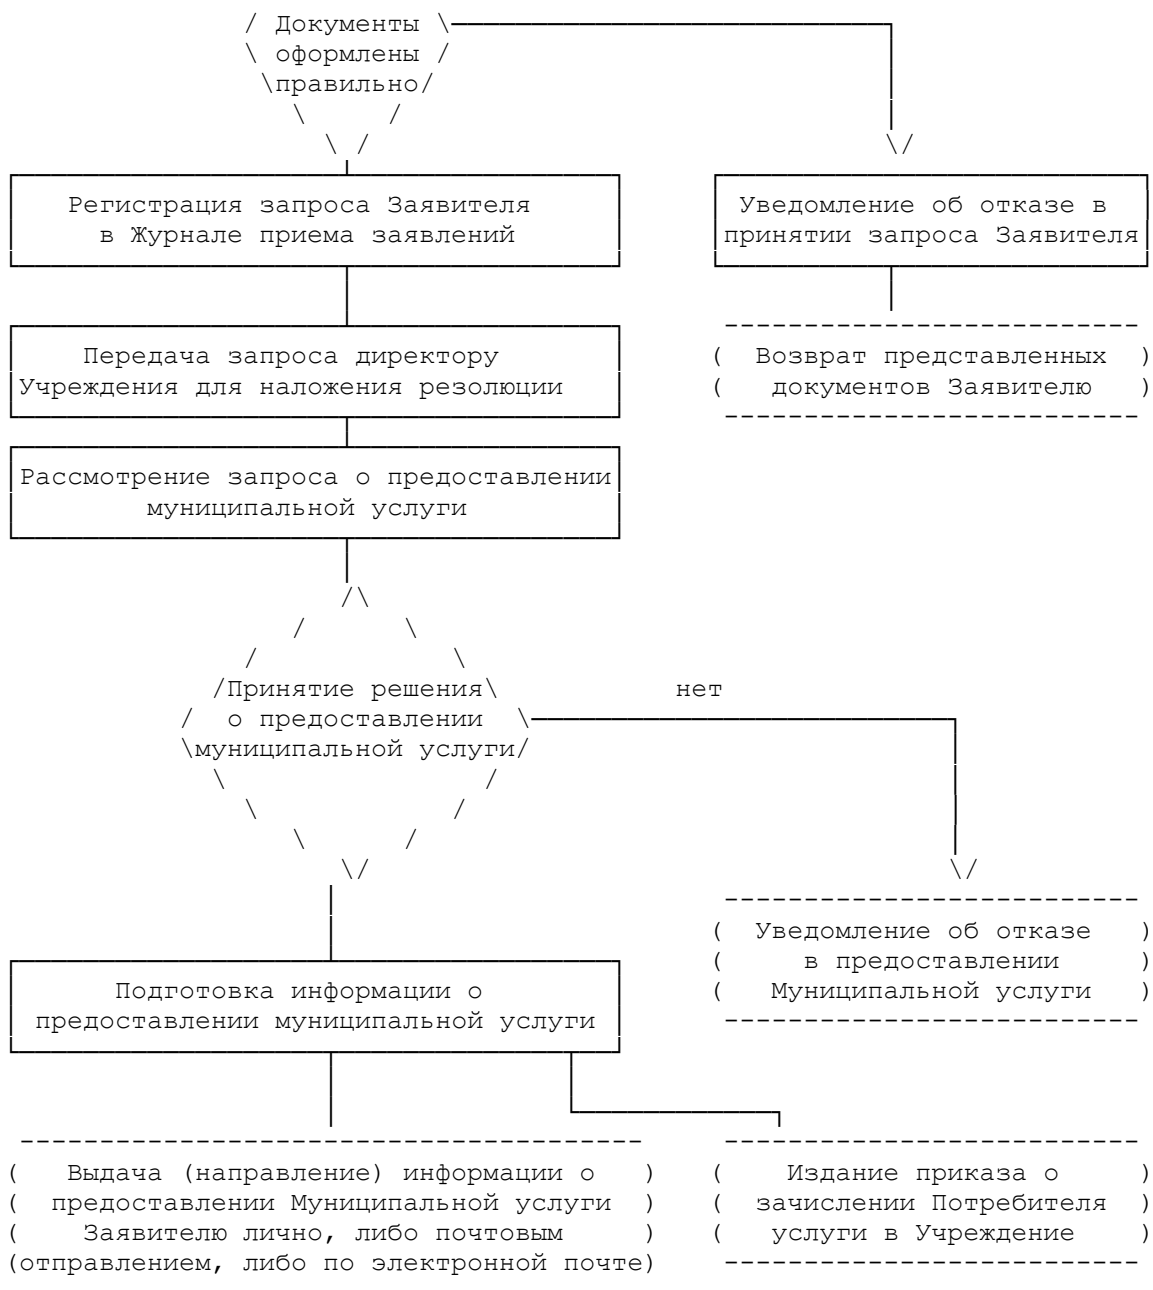 Документы
оформлены
правильно
Регистрация запроса Заявителя
в Журнале приема заявлений
Уведомление об отказе в
принятии запроса Заявителя
Передача запроса директору
Учреждения для наложения резолюции
( Возврат представленных )
( документов Заявителю )
Рассмотрение запроса о предоставлении
муниципальной услуги
Принятие решения
о предоставлении
муниципальной услуги
нет
( Уведомление об отказе )
( в предоставлении )
( Муниципальной услуги )
Подготовка информации о
предоставлении муниципальной услуги
( Выдача (направление) информации о )
( предоставлении Муниципальной услуги )
( Заявителю лично, либо почтовым )
(отправлением, либо по электронной почте)
( Издание приказа о )
( зачислении Потребителя )
( услуги в Учреждение )